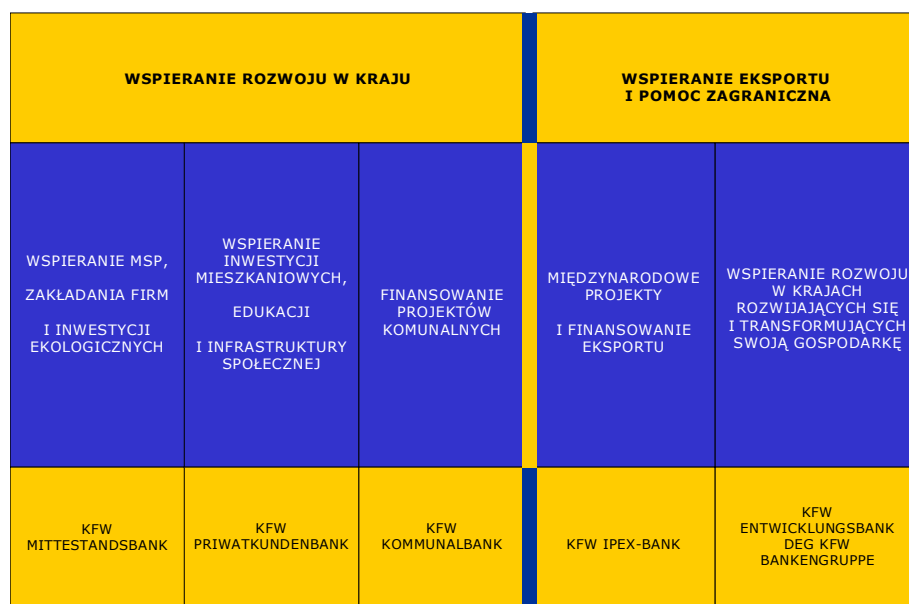 WSPIERANIE ROZWOJU W KRAJU
WSPIERANIE EKSPORTU
I POMOC ZAGRANICZNA
WSPIERANIE MSP,
ZAKŁADANIA FIRM
I INWESTYCJI
EKOLOGICZNYCH
WSPIERANIE
INWESTYCJI
MIESZKANIOWYCH,
EDUKACJI
I INFRASTRUKTURY
SPOŁECZNEJ
FINANSOWANIE
PROJEKTÓW
KOMUNALNYCH
MIĘDZYNARODOWE
PROJEKTY
I FINANSOWANIE
EKSPORTU
WSPIERANIE ROZWOJU
W KRAJACH
ROZWIJAJĄCYCH SIĘ
I TRANSFORMUJĄCYCH
SWOJĄ GOSPODARKĘ
KFW
MITTESTANDSBANK
KFW
PRIWATKUNDENBANK
KFW
KOMMUNALBANK
KFW IPEX-BANK
KFW
ENTWICKLUNGSBANK
DEG KFW
BANKENGRUPPE